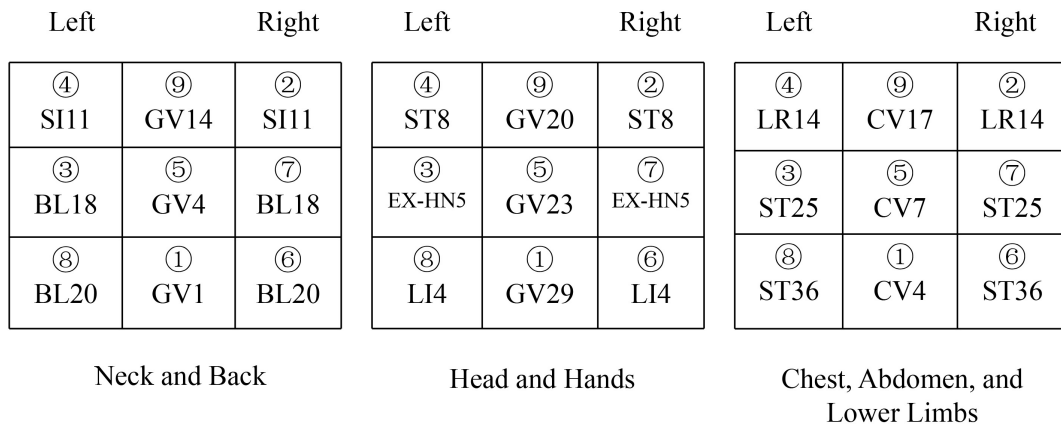 Left Right Left Right Left Right
④ ⑨ ② ④ ⑨ ② ④ ⑨ ②
SI11 GV14 SI11 ST8 GV20 ST8 LR14 CV17 LR14
③ ⑤ ⑦ ③ ⑤ ⑦ ③ ⑤ ⑦
BL18 GV4 BL18 EX-HN5 GV23 EX-HN5 ST25 CV7 ST25
⑧ ① ⑥ ⑧ ① ⑥ ⑧ ① ⑥
BL20 GV1 BL20 LI4 GV29 LI4 ST36 CV4 ST36
Neck and Back Head and Hands Chest, Abdomen, and
Lower Limbs